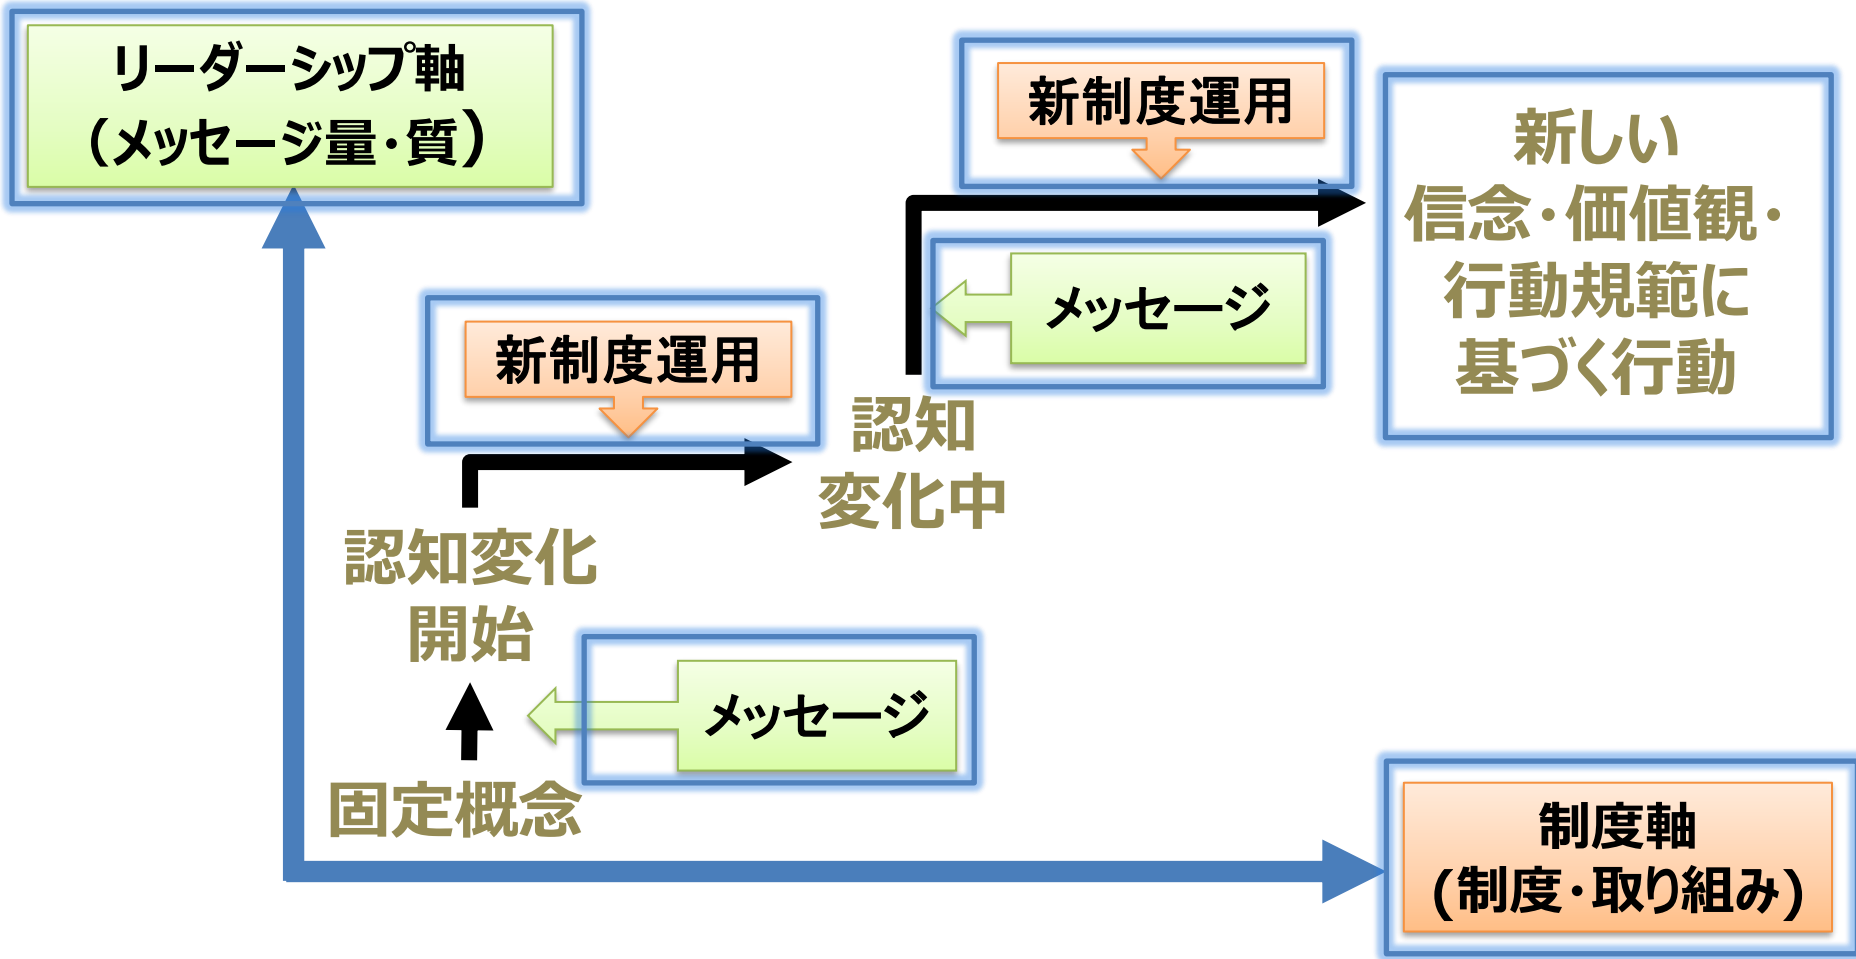 リーダーシップ軸
(メッセージ量・質)
新制度運用
新しい
信念・価値観・
行動規範に
基づく行動
メッセージ
新制度運用
認知
変化中
認知変化
開始
メッセージ
固定概念
制度軸
(制度・取り組み)